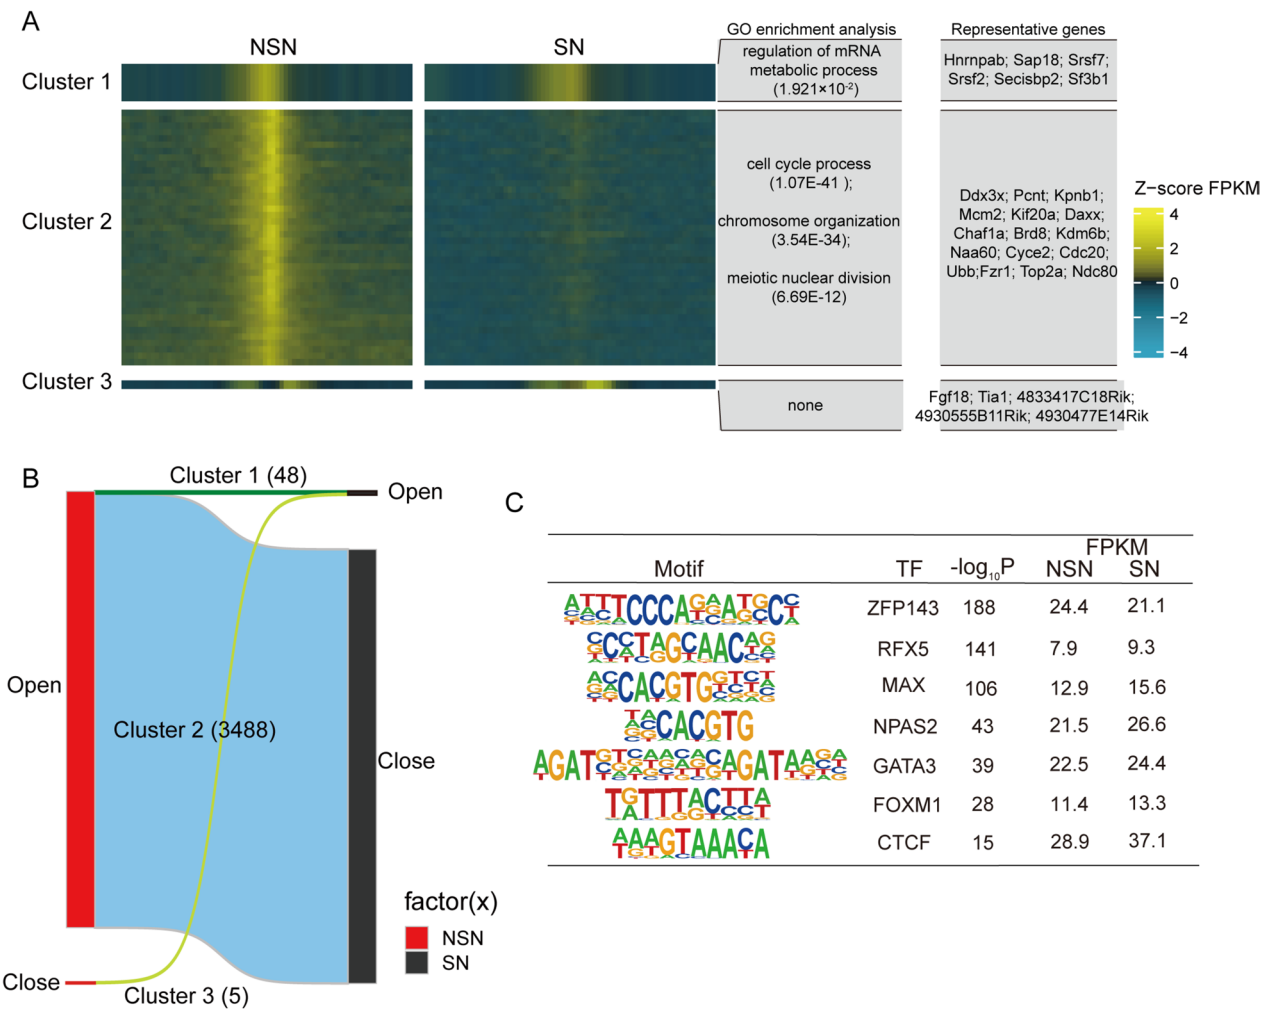 A
NSN
SN
GO enrichment analysis
Representative genes
Cluster 1
regulation of mRNA
metabolic process
(1.921×10-2)
Hnrnpab; Sap18; Srsf7;
Srsf2; Secisbp2; Sf3b1
Cluster 2
cell cycle process
(1.07E-41 );
chromosome organization
(3.54E-34);
meiotic nuclear division
(6.69E-12)
Ddx3x; Pcnt; Kpnb1;
Mcm2; Kif20a; Daxx;
Chaf1a; Brd8; Kdm6b;
Naa60; Cyce2; Cdc20;
Ubb;Fzr1; Top2a; Ndc80
Z−score FPKM
4
2
0
−2
−4
Cluster 3
none
Fgf18; Tia1; 4833417C18Rik;
4930555B11Rik; 4930477E14Rik
B
Cluster 1 (48)
Open
Open
Cluster 2 (3488)
Close
Close
Cluster 3 (5)
factor(x)
NSN
SN
C
FPKM
Motif TF -log10P NSN SN
ZFP143 188 24.4 21.1
RFX5 141 7.9 9.3
MAX 106 12.9 15.6
CACGTG NPAS2 43 21.5 26.6
GATA3 39 22.5 24.4
FOXM1 28 11.4 13.3
CTCF 15 28.9 37.1